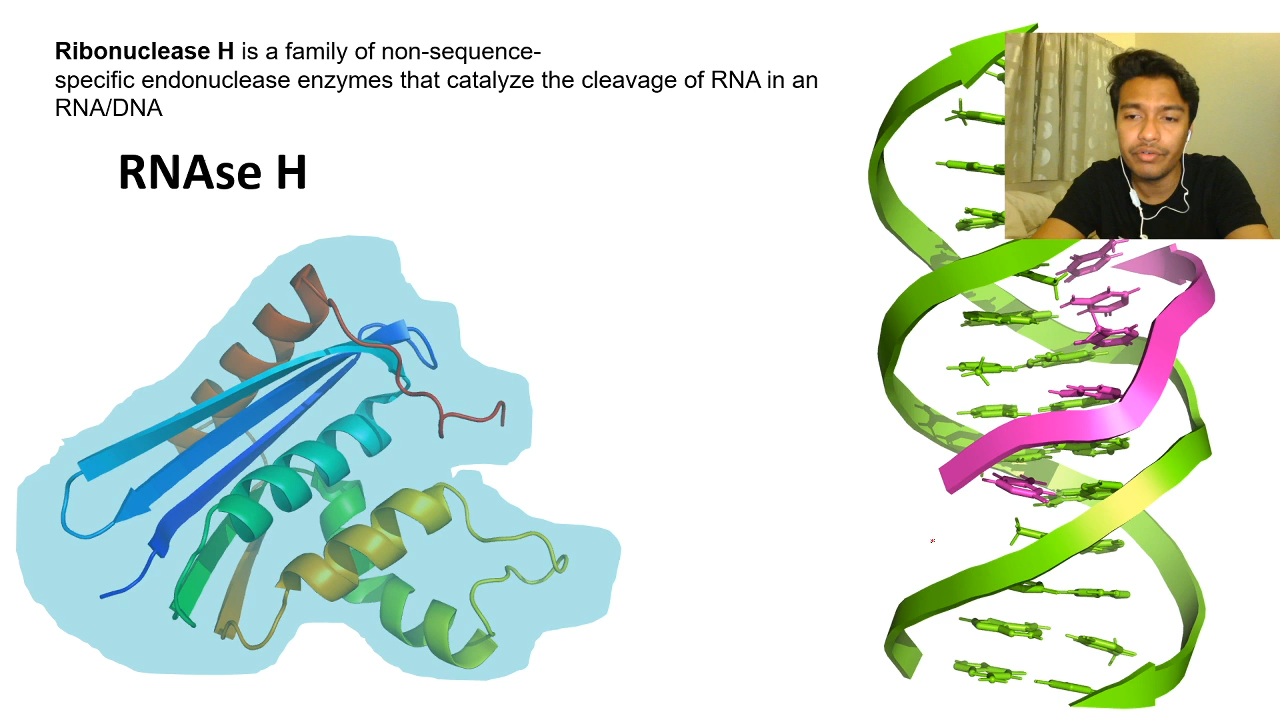 Ribonuclease H is a family of non-sequence-
specific endonuclease enzymes that catalyze the cleavage of RNA in an
RNA/DNA
RNAse H